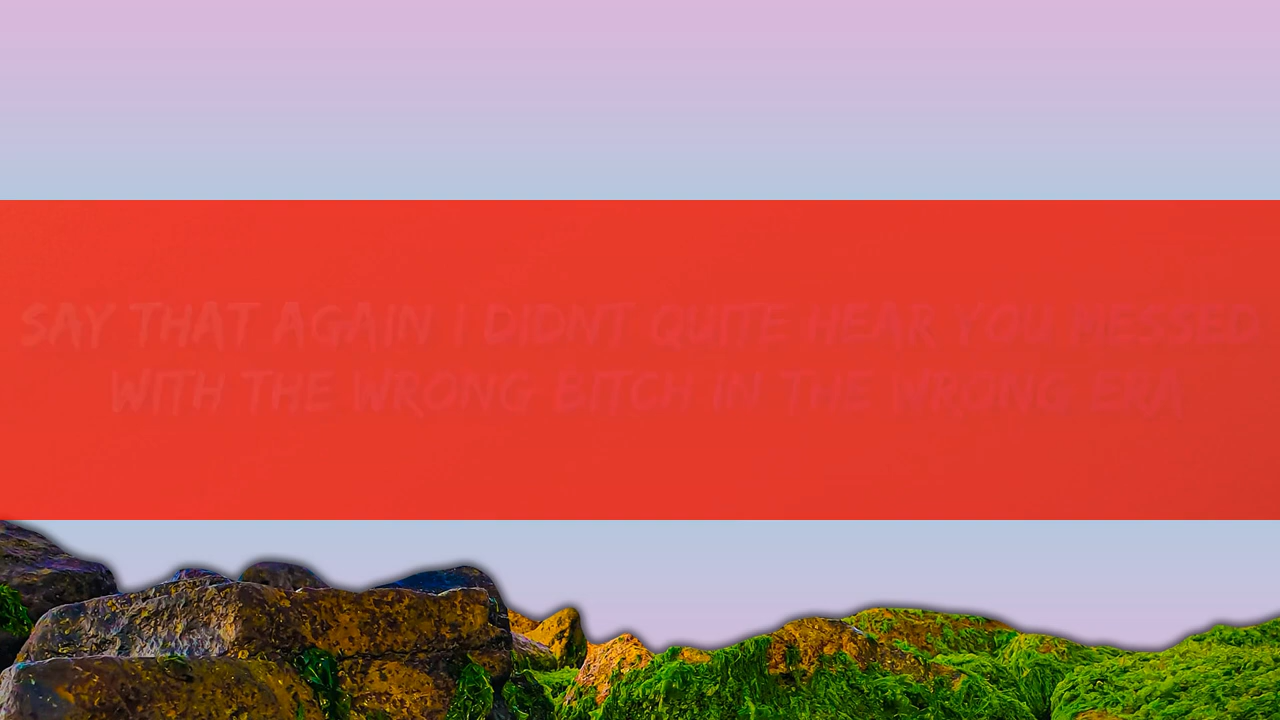 SAY THAT AGAIN I DIDNT QUITE HEAR YOU MESSED
WITH THE WRONG BITCH IN THE WRONG ERA